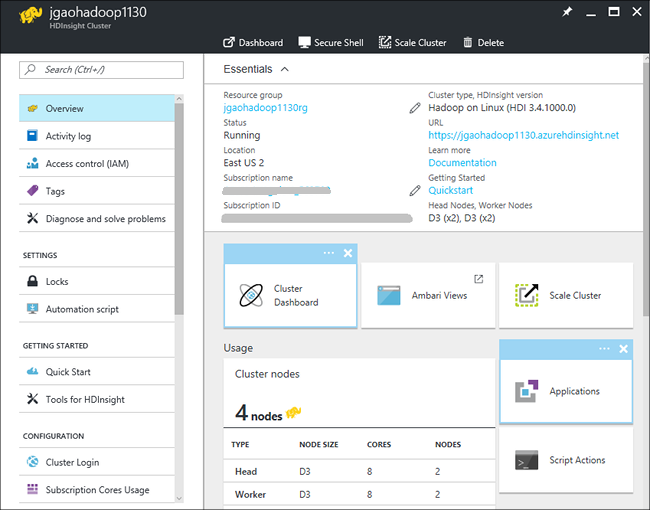 jgaohadoop1130
HDInsight Cluster
Dashboard Secure Shell Scale Cluster Delete
Search (Ctrl+/)
Overview
Activity log
Access control (IAM)
Tags
Diagnose and solve problems
SETTINGS
Locks
Automation script
GETTING STARTED
Quick Start
Tools for HDInsight
CONFIGURATION
Cluster Login
Subscription Cores Usage
Essentials
Resource group
jgaohadoop1130rg
Status
Running
Location
East US 2
Subscription name
Subscription ID
Cluster type, HDInsight version
Hadoop on Linux (HDI 3.4.1000.0)
URL
https://jgaohadoop1130.azurehdinsight.net
Learn more
Documentation
Getting Started
Quickstart
Head Nodes, Worker Nodes
D3 (x2), D3 (x2)
Cluster
Dashboard
Ambari Views
Scale Cluster
Usage
Cluster nodes
4 nodes
TYPE NODE SIZE CORES NODES
Head D3 8 2
Worker D3 8 2
Applications
Script Actions